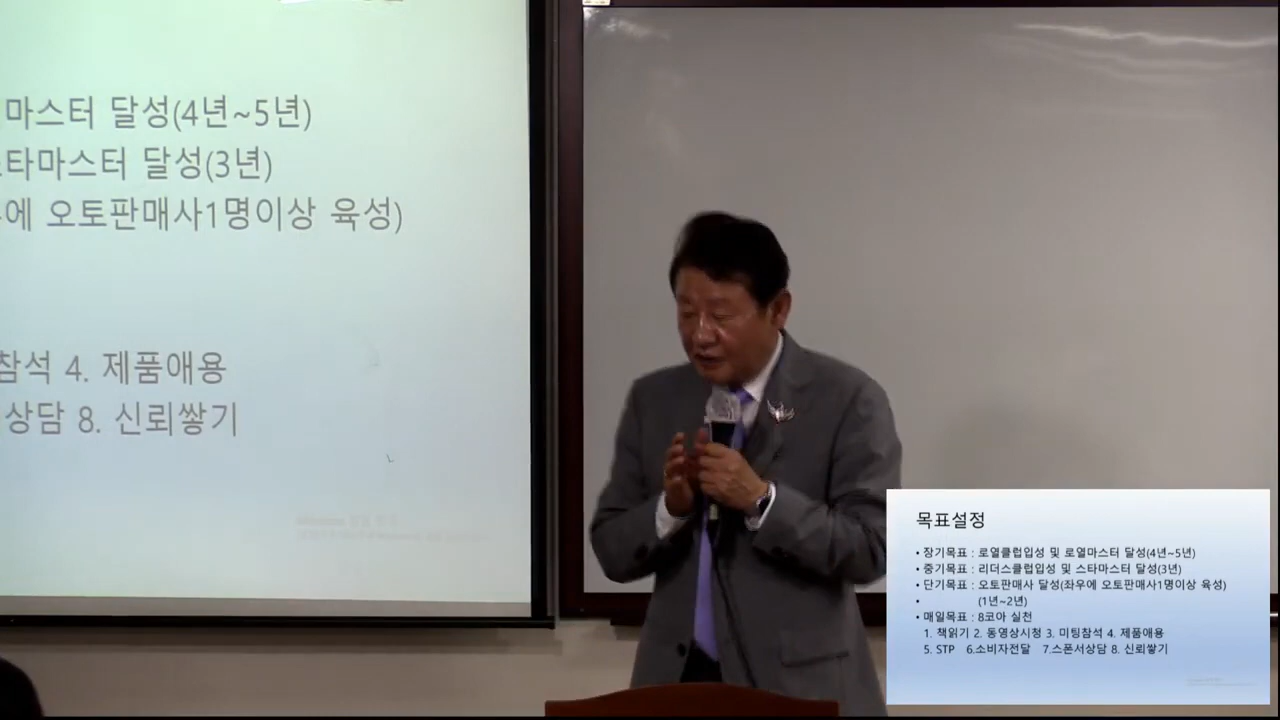 마스터 달성(4년~5년)
타마스터 달성(3년)
에 오토판매사1명이상 육성)
참석 4. 제품애용
상담 8. 신뢰쌓기
목표설정
• 장기목표 : 로열클럽입성 및 로열마스터 달성(4년~5년)
• 중기목표 : 리더스클럽입성 및 스타마스터 달성(3년)
• 단기목표 : 오토판매사 달성(좌우에 오토판매사1명이상 육성)
• (1년~2년)
• 매일목표 : 8코아 실천
1. 책읽기 2. 동영상시청 3. 미팅참석 4. 제품애용
5. STP 6.소비자전달 7.스폰서상담 8. 신뢰쌓기